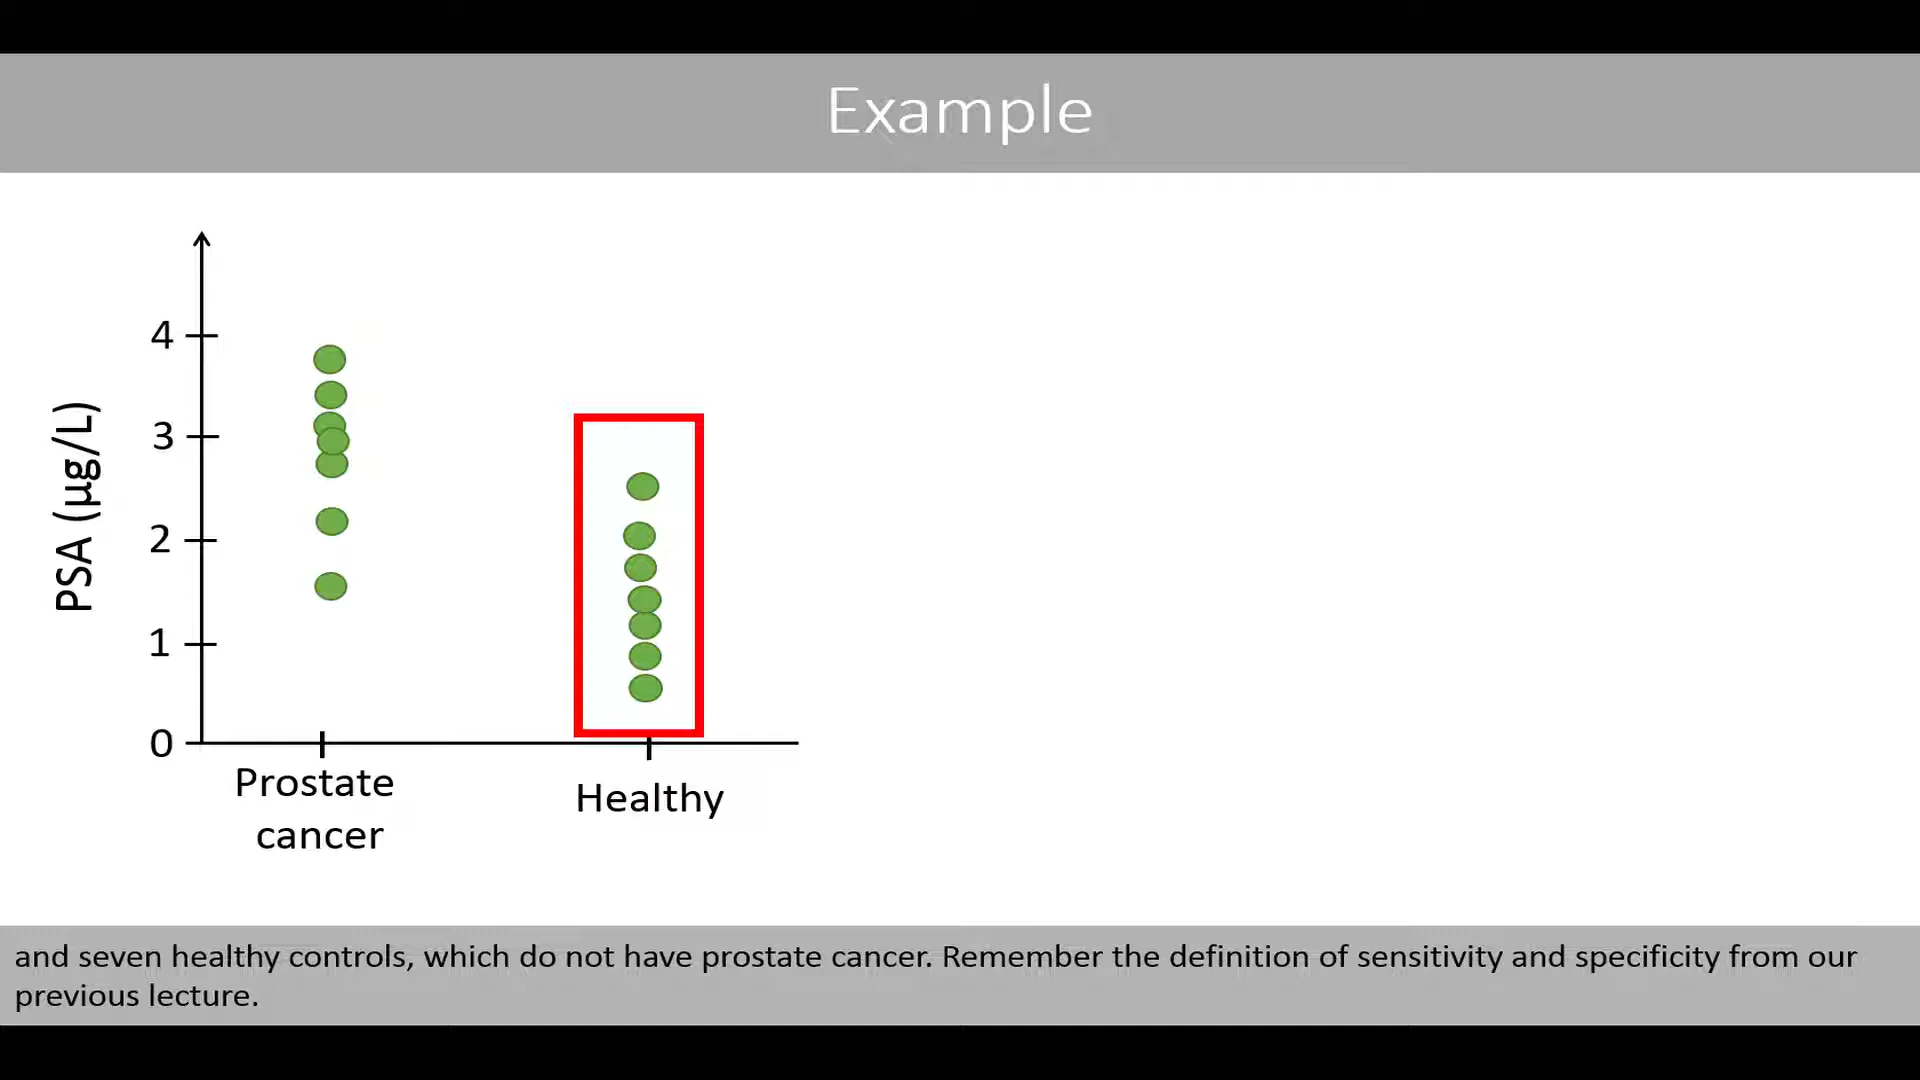 Example
4
3
2
1
0
PSA (µg/L)
Prostate
cancer
Healthy
and seven healthy controls, which do not have prostate cancer. Remember the definition of sensitivity and specificity from our
previous lecture.